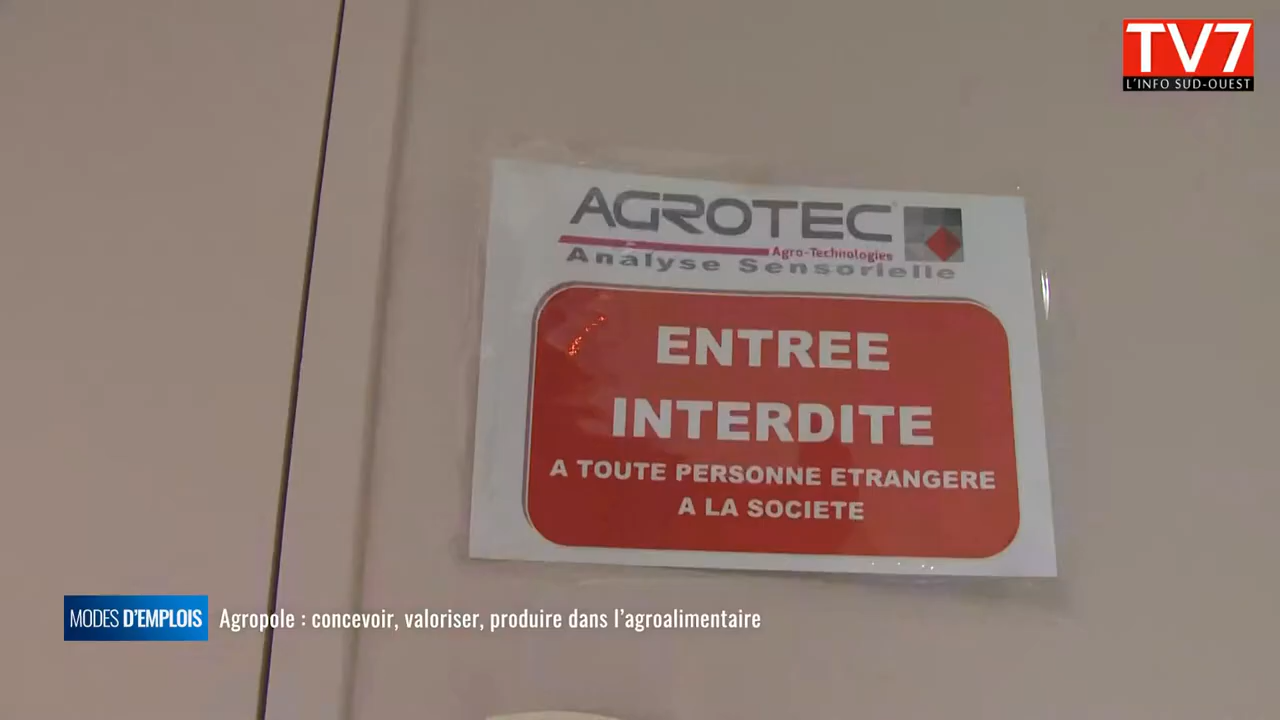 TV7
L'INFO SUD-OUEST
AGROTEC
Agro-Technologies
Analyse Sensorielle
ENTREE
INTERDITE
A TOUTE PERSONNE ETRANGERE
A LA SOCIETE
MODES D'EMPLOIS Agropole : concevoir, valoriser, produire dans l'agroalimentaire